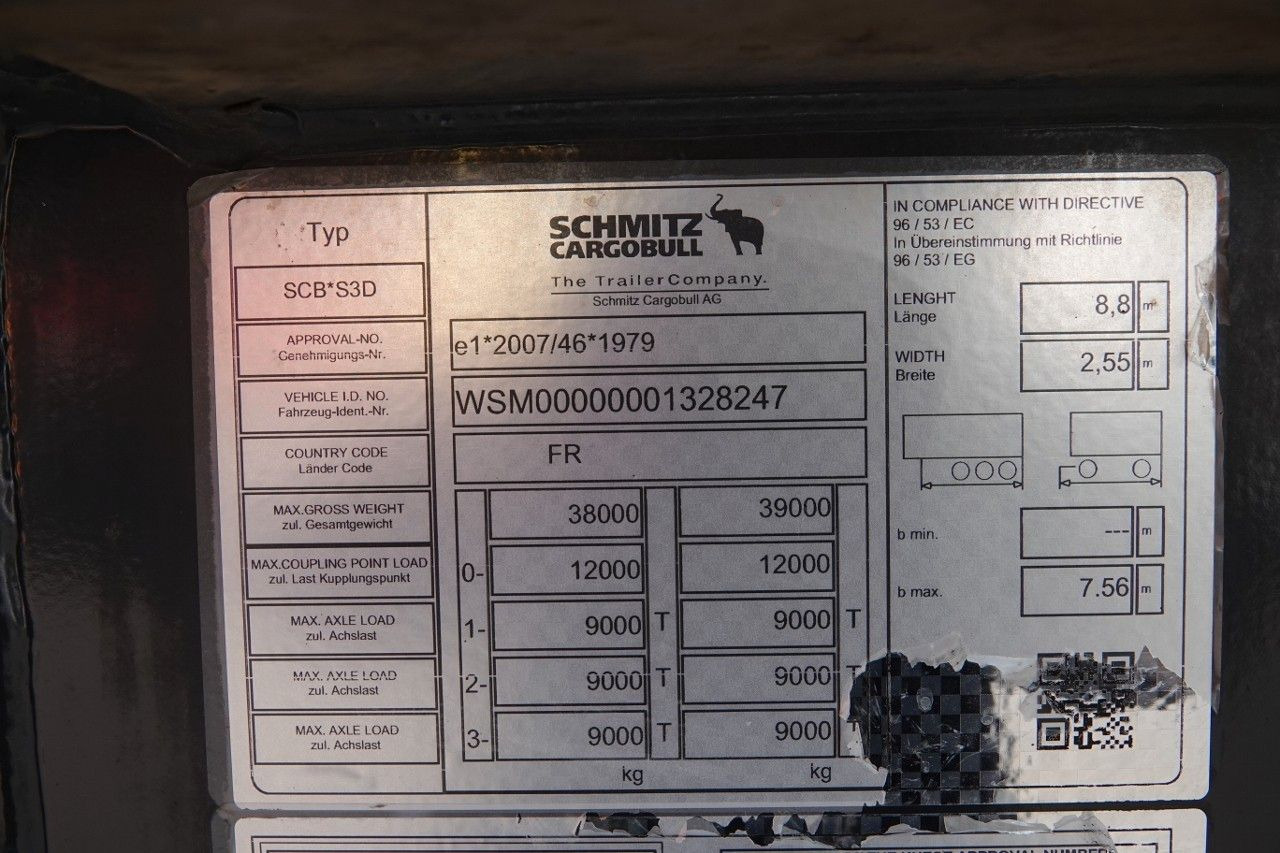 Typ
SCB*S3D
APPROVAL-NO.
Genehmigungs-Nr.
VEHICLE I.D. NO.
Fahrzeug-Ident.-Nr.
COUNTRY CODE
Länder Code
MAX.GROSS WEIGHT
zul. Gesamtgewicht
MAX.COUPLING POINT LOAD
zul. Last Kupplungspunkt
MAX. AXLE LOAD
zul. Achslast
MAX. AXLE LOAD
zul. Achslast
MAX. AXLE LOAD
zul. Achslast
SCHMITZ
CARGOBULL
The TrailerCompany.
Schmitz Cargobull AG
e1*2007/46*1979
WSM00000001328247
FR
38000 39000
0- 12000 12000
1- 9000 T 9000 T
2- 9000 T 9000 T
3- 9000 T 9000 T
kg kg
IN COMPLIANCE WITH DIRECTIVE
96 / 53 / EC
In Übereinstimmung mit Richtlinie
96 / 53 / EG
LENGHT
Länge
8,8 m
WIDTH
Breite
2,55 m
b min. --- m
b max. 7.56 m